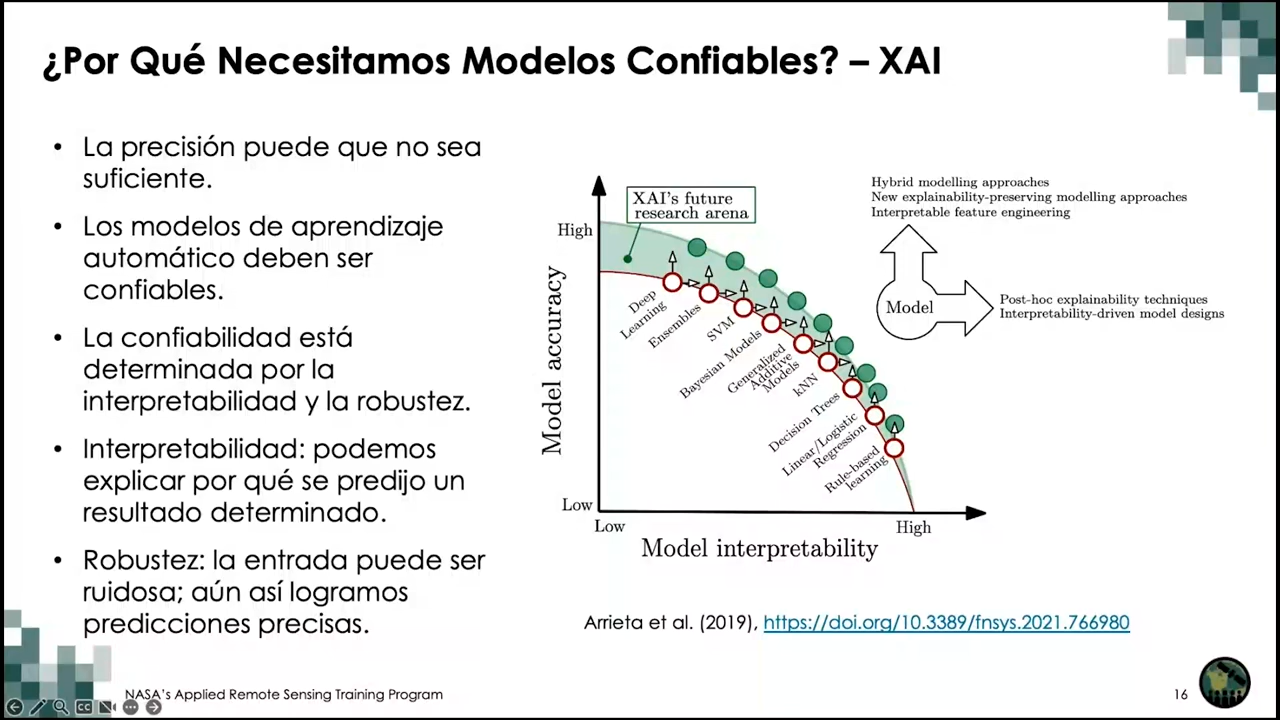 ¿Por Qué Necesitamos Modelos Confiables? – XAI
• La precisión puede que no sea
suficiente.
• Los modelos de aprendizaje
automático deben ser
confiables.
• La confiabilidad está
determinada por la
interpretabilidad y la robustez.
• Interpretabilidad: podemos
explicar por qué se predijo un
resultado determinado.
• Robustez: la entrada puede ser
ruidosa; aún así logramos
predicciones precisas.
XAI's future
research arena
High
Model accuracy
Low
Low
High
Model interpretability
Deep
Learning
Ensembles
SVM
Bayesian Models
Generalized
Additive
Models
kNN
Decision Trees
Linear/Logistic
Regression
Rule-based
learning
Hybrid modelling approaches
New explainability-preserving modelling approaches
Interpretable feature engineering
Model
Post-hoc explainability techniques
Interpretability-driven model designs
Arrieta et al. (2019), https://doi.org/10.3389/fnsys.2021.766980
NASA's Applied Remote Sensing Training Program
16